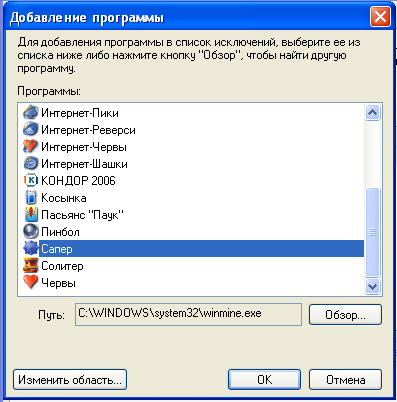 Добавление программы
Для добавления программы в список исключений, выберите ее из
списка ниже либо нажмите кнопку "Обзор", чтобы найти другую
программу.
Программы:
Интернет-Пики
Интернет-Реверси
Интернет-Червы
Интернет-Шашки
КОНДОР 2006
Косынка
Пасьянс "Паук"
Пинбол
Сапер
Солитер
Червы
Путь: C:\WINDOWS\system32\winmine.exe Обзор...
Изменить область... OK Отмена